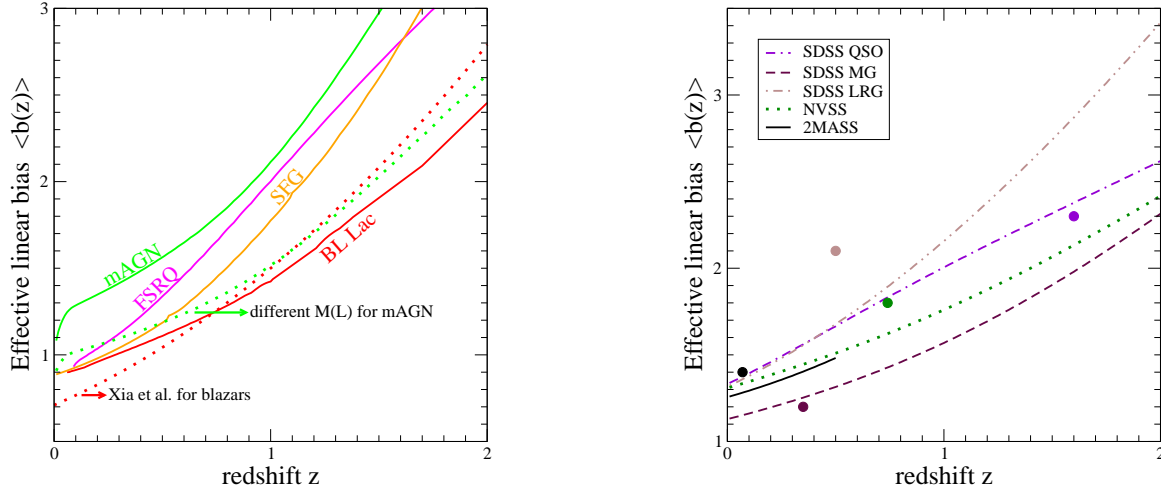 3
2
1
0
1
2
redshift z
Effective linear bias <b(z)>
mAGN
FSRQ
SFG
BL Lac
different M(L) for mAGN
Xia et al. for blazars
3
2
1
0
1
2
redshift z
Effective linear bias <b(z)>
SDSS QSO
SDSS MG
SDSS LRG
NVSS
2MASS